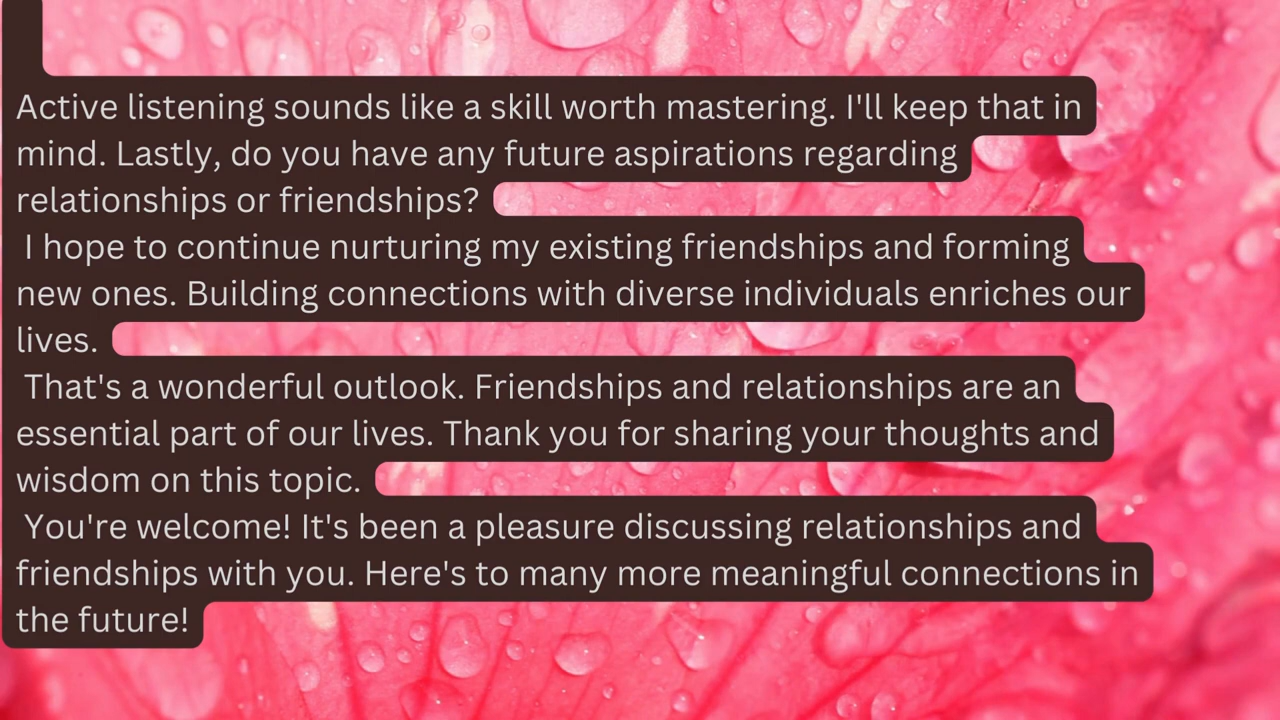 Active listening sounds like a skill worth mastering. I'll keep that in
mind. Lastly, do you have any future aspirations regarding
relationships or friendships?
I hope to continue nurturing my existing friendships and forming
new ones. Building connections with diverse individuals enriches our
lives.
That's a wonderful outlook. Friendships and relationships are an
essential part of our lives. Thank you for sharing your thoughts and
wisdom on this topic.
You're welcome! It's been a pleasure discussing relationships and
friendships with you. Here's to many more meaningful connections in
the future!